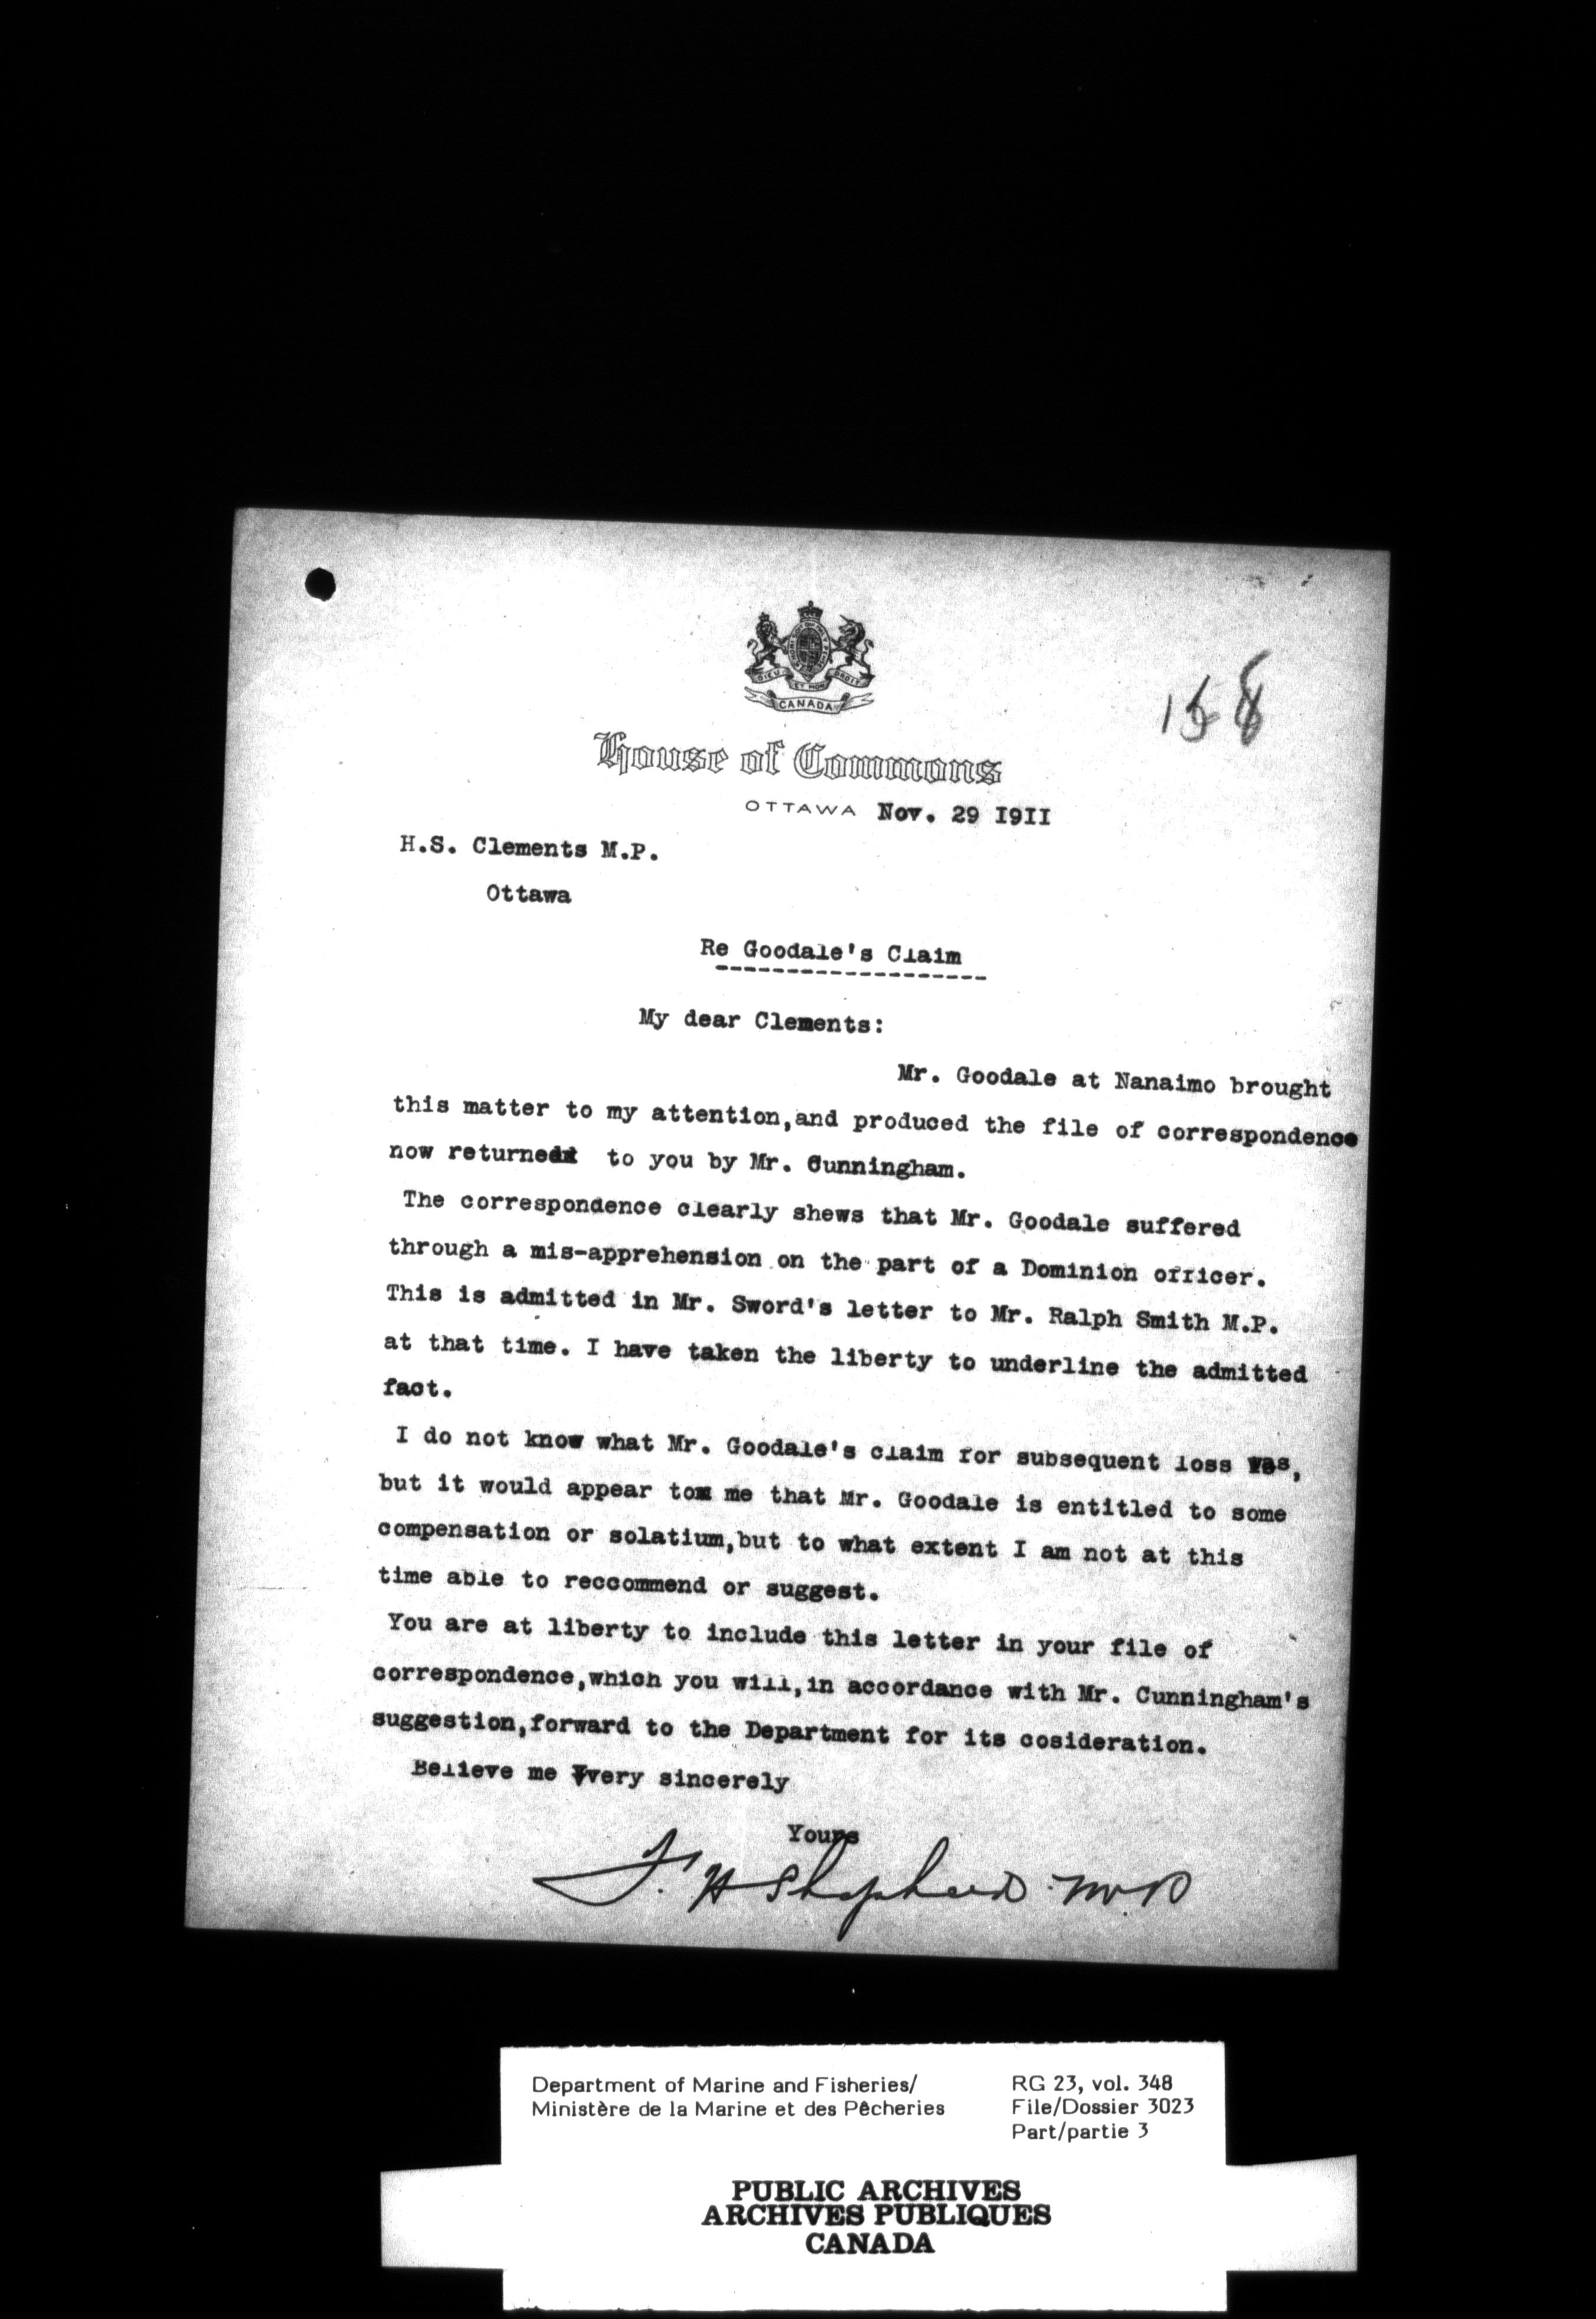 DIEU ET MON DROIT
CANADA
158
House of Commons
OTTAWA Nov. 29 I9II
H.S. Clements M.P.
Ottawa
Re Goodale's Claim
-------------------
My dear Clements:
Mr. Goodale at Nanaimo brought
this matter to my attention,and produced the file of correspondence
now returned to you by Mr. Cunningham.
The correspondence clearly shews that Mr. Goodale suffered
through a mis-apprehension on the part of a Dominion officer.
This is admitted in Mr. Sword's letter to Mr. Ralph Smith M.P.
at that time. I have taken the liberty to underline the admitted
fact.
I do not know what Mr. Goodale's claim for subsequent loss was,
but it would appear to me that Mr. Goodale is entitled to some
compensation or solatium,but to what extent I am not at this
time able to reccommend or suggest.
You are at liberty to include this letter in your file of
correspondence,which you will,in accordance with Mr. Cunningham's
suggestion,forward to the Department for its cosideration.
Believe me very sincerely
Yours
F. H Shepherd M.P
Department of Marine and Fisheries/
Ministère de la Marine et des Pêcheries
RG 23, vol. 348
File/Dossier 3023
Part/partie 3
PUBLIC ARCHIVES
ARCHIVES PUBLIQUES
CANADA